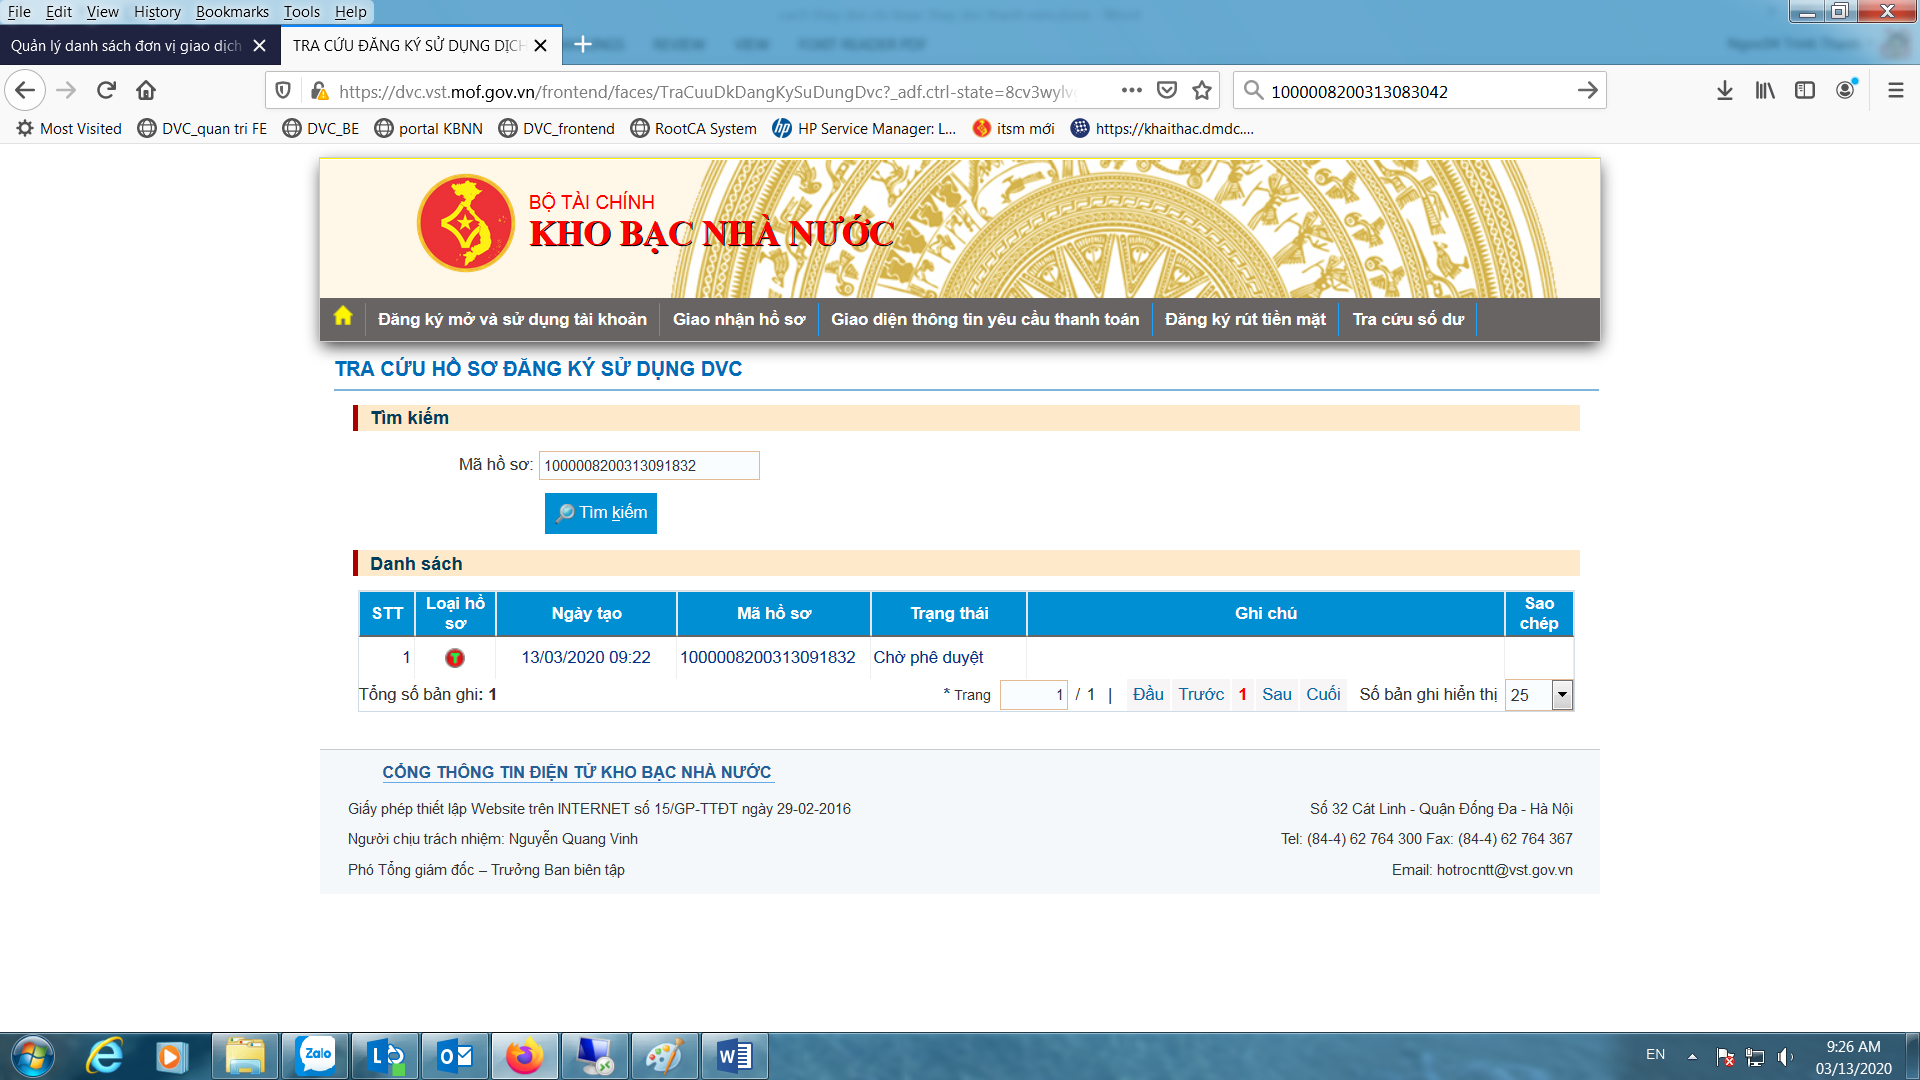 File Edit View History Bookmarks Tools Help
Quản lý danh sách đơn vị giao dịch
TRA CỨU ĐĂNG KÝ SỬ DỤNG DỊCH
https://dvc.vst.mof.gov.vn/frontend/faces/TraCuuDkDangKySuDungDvc?_adf.ctrl-state=8cv3wylv
1000008200313083042
Most Visited DVC_quan tri FE DVC_BE portal KBNN DVC_frontend RootCA System HP Service Manager: L... itsm mới https://khaithac.dmdc....
BỘ TÀI CHÍNH
KHO BẠC NHÀ NƯỚC
Đăng ký mở và sử dụng tài khoản Giao nhận hồ sơ Giao diện thông tin yêu cầu thanh toán Đăng ký rút tiền mặt Tra cứu số dư
TRA CỨU HỒ SƠ ĐĂNG KÝ SỬ DỤNG DVC
Tìm kiếm
Mã hồ sơ: 1000008200313091832
Tìm kiếm
Danh sách
STT Loại hồ sơ Ngày tạo Mã hồ sơ Trạng thái Ghi chú Sao chép
1 T 13/03/2020 09:22 1000008200313091832 Chờ phê duyệt
Tổng số bản ghi: 1 * Trang 1 / 1 | Đầu Trước 1 Sau Cuối Số bản ghi hiển thị 25
CỔNG THÔNG TIN ĐIỆN TỬ KHO BẠC NHÀ NƯỚC
Giấy phép thiết lập Website trên INTERNET số 15/GP-TTĐT ngày 29-02-2016 Số 32 Cát Linh - Quận Đống Đa - Hà Nội
Người chịu trách nhiệm: Nguyễn Quang Vinh Tel: (84-4) 62 764 300 Fax: (84-4) 62 764 367
Phó Tổng giám đốc – Trưởng Ban biên tập Email: hotrocntt@vst.gov.vn
Zalo
EN
9:26 AM
03/13/2020